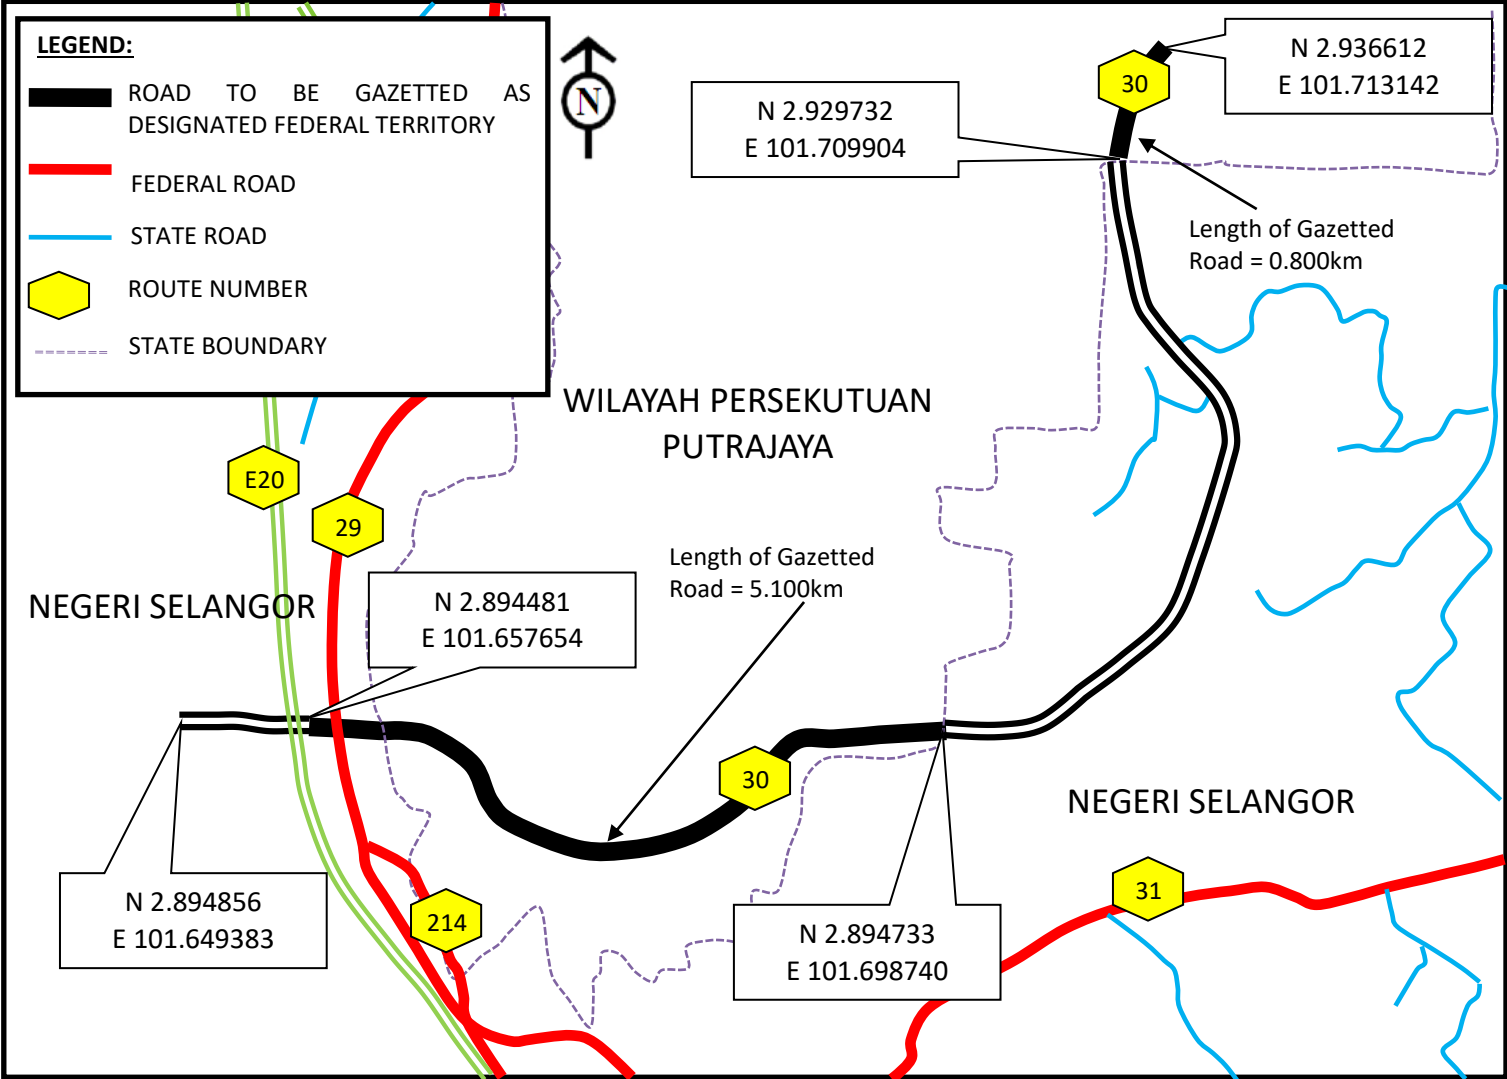 LEGEND:
ROAD TO BE GAZETTED AS
DESIGNATED FEDERAL TERRITORY
FEDERAL ROAD
STATE ROAD
ROUTE NUMBER
STATE BOUNDARY
N
N 2.936612
E 101.713142
30
N 2.929732
E 101.709904
Length of Gazetted
Road = 0.800km
WILAYAH PERSEKUTUAN
PUTRAJAYA
E20
29
Length of Gazetted
Road = 5.100km
NEGERI SELANGOR
N 2.894481
E 101.657654
30
NEGERI SELANGOR
N 2.894856
E 101.649383
214
N 2.894733
E 101.698740
31